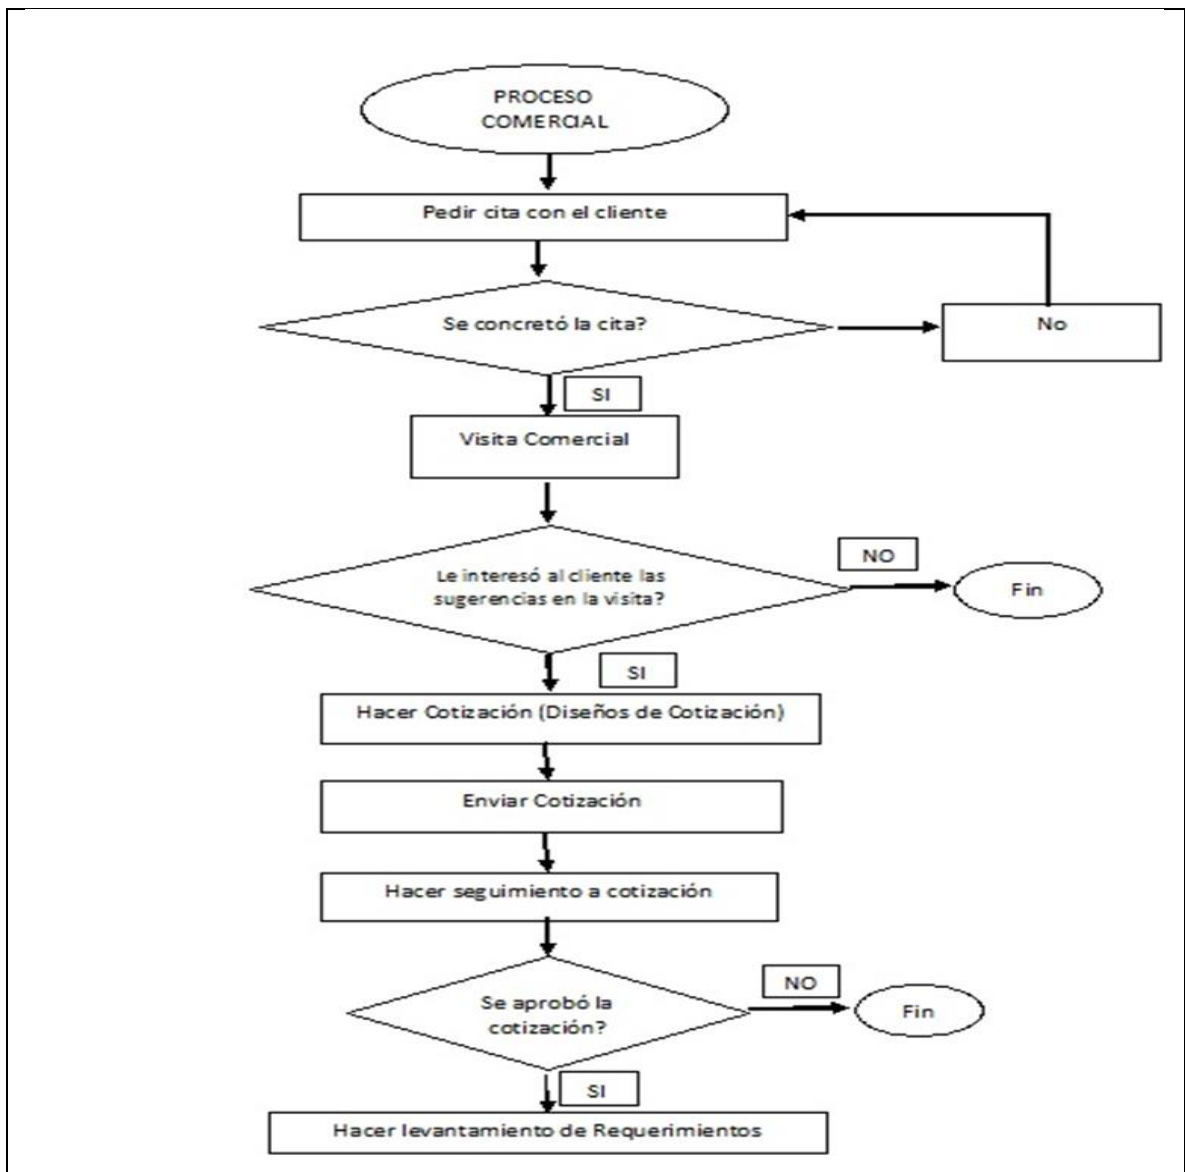 PROCESO
COMERCIAL
Pedir cita con el cliente
Se concretó la cita?
No
SI
Visita Comercial
Le interesó al cliente las
sugerencias en la visita?
NO
Fin
SI
Hacer Cotización (Diseños de Cotización)
Enviar Cotización
Hacer seguimiento a cotización
Se aprobó la
cotización?
NO
Fin
SI
Hacer levantamiento de Requerimientos